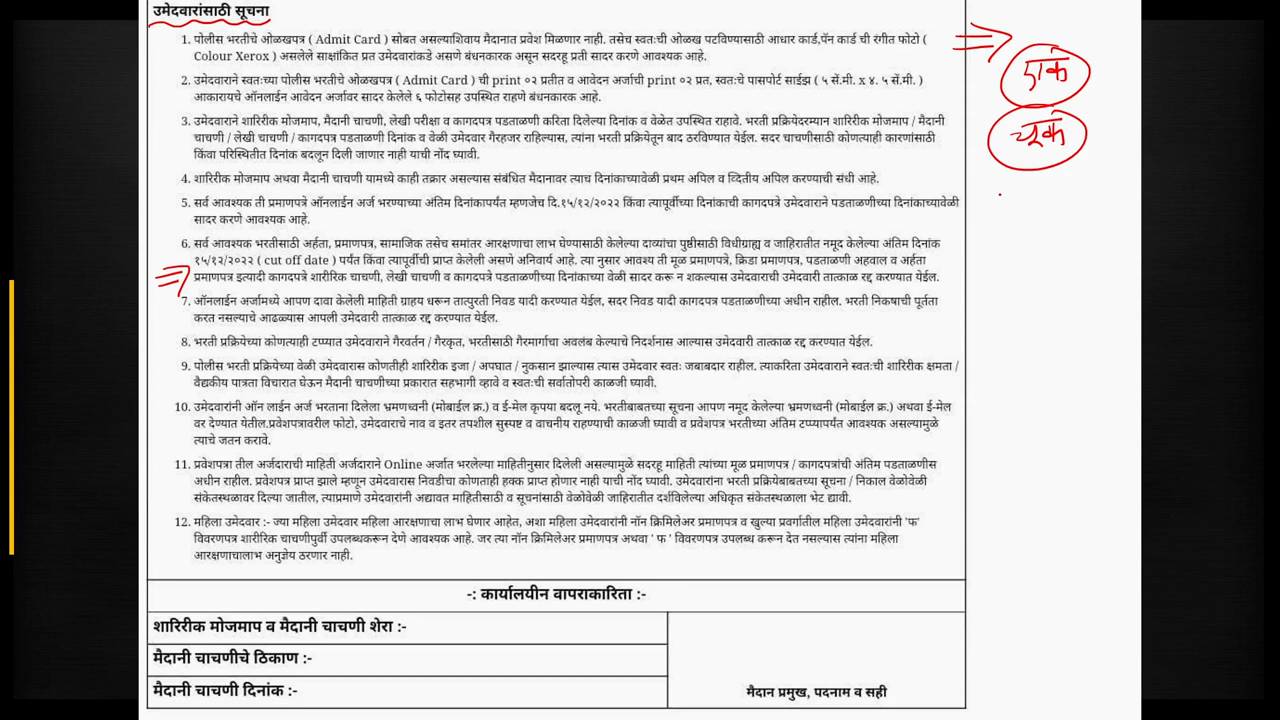 उमेदवारांसाठी सूचना
1. पोलीस भरतीचे ओळखपत्र ( Admit Card ) सोबत असल्याशिवाय मैदानात प्रवेश मिळणार नाही. तसेच स्वतःची ओळख पटविण्यासाठी आधार कार्ड,पॅन कार्ड ची रंगीत फोटो (
Colour Xerox ) असलेले साक्षांकित प्रत उमेदवारांकडे असणे बंधनकारक असून सदरहू प्रती सादर करणे आवश्यक आहे.
2. उमेदवाराने स्वतःच्या पोलीस भरतीचे ओळखपत्र ( Admit Card ) ची print ०२ प्रतीत व आवेदन अर्जाची print ०२ प्रत, स्वतःचे पासपोर्ट साईझ ( ५ सें.मी. x ४. ५ सें.मी. )
आकारायचे ऑनलाईन आवेदन अर्जावर सादर केलेले ६ फोटोसह उपस्थित राहणे बंधनकारक आहे.
3. उमेदवाराने शारिरीक मोजमाप, मैदानी चाचणी, लेखी परीक्षा व कागदपत्र पडताळणी करिता दिलेल्या दिनांक व वेळेत उपस्थित राहावे. भरती प्रक्रियेदरम्यान शारिरीक मोजमाप / मैदानी
चाचणी / लेखी चाचणी / कागदपत्र पडताळणी दिनांक व वेळी उमेदवार गैरहजर राहिल्यास, त्यांना भरती प्रक्रियेतून बाद ठरविण्यात येईल. सदर चाचणीसाठी कोणत्याही कारणांसाठी
किंवा परिस्थितीत दिनांक बदलून दिली जाणार नाही याची नोंद घ्यावी.
4. शारिरीक मोजमाप अथवा मैदानी चाचणी यामध्ये काही तक्रार असल्यास संबंधित मैदानावर त्याच दिनांकाच्यावेळी प्रथम अपिल व व्दितीय अपिल करण्याची संधी आहे.
5. सर्व आवश्यक ती प्रमाणपत्रे ऑनलाईन अर्ज भरण्याच्या अंतिम दिनांकापर्यंत म्हणजेच दि.१५/१२/२०२२ किंवा त्यापूर्वीच्या दिनांकाची कागदपत्रे उमेदवाराने पडताळणीच्या दिनांकाच्यावेळी
सादर करणे आवश्यक आहे.
6. सर्व आवश्यक भरतीसाठी अर्हता, प्रमाणपत्र, सामाजिक तसेच समांतर आरक्षणाचा लाभ घेण्यासाठी केलेल्या दाव्यांचा पुष्ठीसाठी विधीग्राह्य व जाहिरातीत नमूद केलेल्या अंतिम दिनांक
१५/१२/२०२२ ( cut off date ) पर्यंत किंवा त्यापूर्वीची प्राप्त केलेली असणे अनिवार्य आहे. त्या नुसार आवश्य ती मूळ प्रमाणपत्रे, क्रिडा प्रमाणपत्र, पडताळणी अहवाल व अर्हता
प्रमाणपत्र इत्यादी कागदपत्रे शारीरिक चाचणी, लेखी चाचणी व कागदपत्रे पडताळणीच्या दिनांकाच्या वेळी सादर करू न शकल्यास उमेदवाराची उमेदवारी तात्काळ रद्द करण्यात येईल.
7. ऑनलाईन अर्जामध्ये आपण दावा केलेली माहिती ग्राहय धरून तात्पुरती निवड यादी करण्यात येईल, सदर निवड यादी कागदपत्र पडताळणीच्या अधीन राहील. भरती निकषाची पूर्तता
करत नसल्याचे आढळ्यास आपली उमेदवारी तात्काळ रद्द करण्यात येईल.
8. भरती प्रक्रियेच्या कोणत्याही टप्प्यात उमेदवाराने गैरवर्तन / गैरकृत, भरतीसाठी गैरमार्गाचा अवलंब केल्याचे निदर्शनास आल्यास उमेदवारी तात्काळ रद्द करण्यात येईल.
9. पोलीस भरती प्रक्रियेच्या वेळी उमेदवारास कोणतीही शारिरीक इजा / अपघात / नुकसान झाल्यास त्यास उमेदवार स्वतः जबाबदार राहील. त्याकरिता उमेदवाराने स्वतःची शारिरीक क्षमता /
वैद्यकीय पात्रता विचारात घेऊन मैदानी चाचणीच्या प्रकारात सहभागी व्हावे व स्वतःची सर्वातोपरी काळजी घ्यावी.
10. उमेदवारांनी ऑन लाईन अर्ज भरताना दिलेला भ्रमणध्वनी (मोबाईल क्र.) व ई-मेल कृपया बदलू नये. भरतीबाबतच्या सूचना आपण नमूद केलेल्या भ्रमणध्वनी (मोबाईल क्र.) अथवा ई-मेल
वर देण्यात येतील.प्रवेशपत्रावरील फोटो, उमेदवाराचे नाव व इतर तपशील सुस्पष्ट व वाचनीय राहण्याची काळजी घ्यावी व प्रवेशपत्र भरतीच्या अंतिम टप्प्यापर्यंत आवश्यक असल्यामुळे
त्याचे जतन करावे.
11. प्रवेशपत्रा तील अर्जदाराची माहिती अर्जदाराने Online अर्जात भरलेल्या माहितीनुसार दिलेली असल्यामुळे सदरहू माहिती त्यांच्या मूळ प्रमाणपत्र / कागदपत्रांची अंतिम पडताळणीस
अधीन राहील. प्रवेशपत्र प्राप्त झाले म्हणून उमेदवारास निवडीचा कोणताही हक्क प्राप्त होणार नाही याची नोंद घ्यावी. उमेदवारांना भरती प्रक्रियेबाबतच्या सूचना / निकाल वेळोवेळी
संकेतस्थळावर दिल्या जातील, त्याप्रमाणे उमेदवारांनी अद्यावत माहितीसाठी व सूचनांसाठी वेळोवेळी जाहिरातीत दर्शविलेल्या अधिकृत संकेतस्थळाला भेट द्यावी.
12. महिला उमेदवार :- ज्या महिला उमेदवार महिला आरक्षणाचा लाभ घेणार आहेत, अशा महिला उमेदवारांनी नॉन क्रिमिलेअर प्रमाणपत्र व खुल्या प्रवर्गातील महिला उमेदवारांनी 'फ'
विवरणपत्र शारीरिक चाचणीपुर्वी उपलब्धकरून देणे आवश्यक आहे. जर त्या नॉन क्रिमिलेअर प्रमाणपत्र अथवा ' फ ' विवरणपत्र उपलब्ध करून देत नसल्यास त्यांना महिला
आरक्षणाचालाभ अनुज्ञेय ठरणार नाही.
-: कार्यालयीन वापराकारिता :-
शारिरीक मोजमाप व मैदानी चाचणी शेरा :-
मैदानी चाचणीचे ठिकाण :-
मैदानी चाचणी दिनांक :-
मैदान प्रमुख, पदनाम व सही
एक